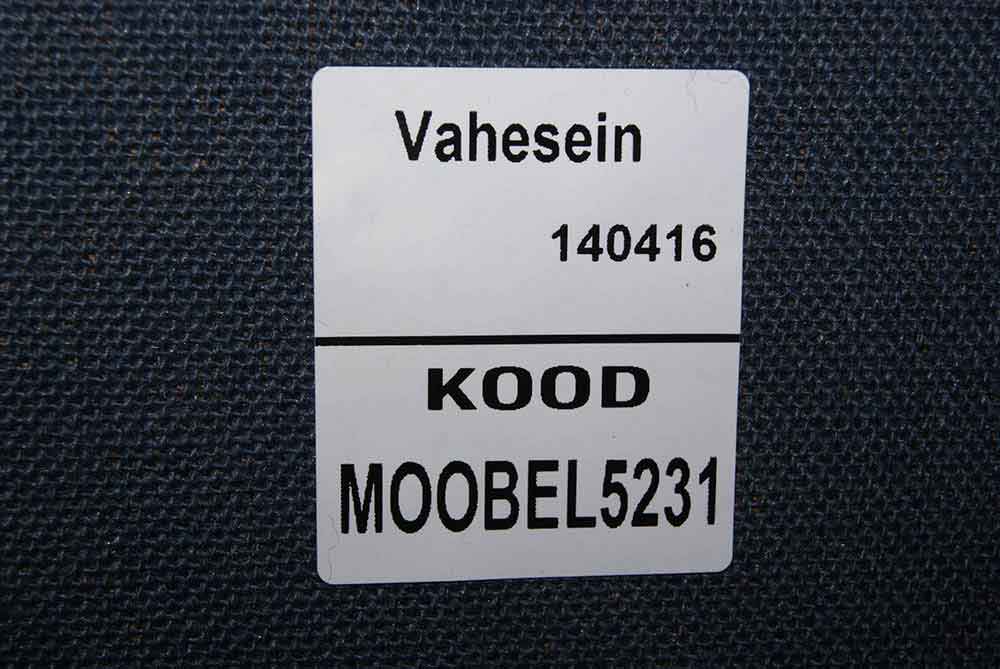 Vahesein
140416
KOOD
MOOBEL5231